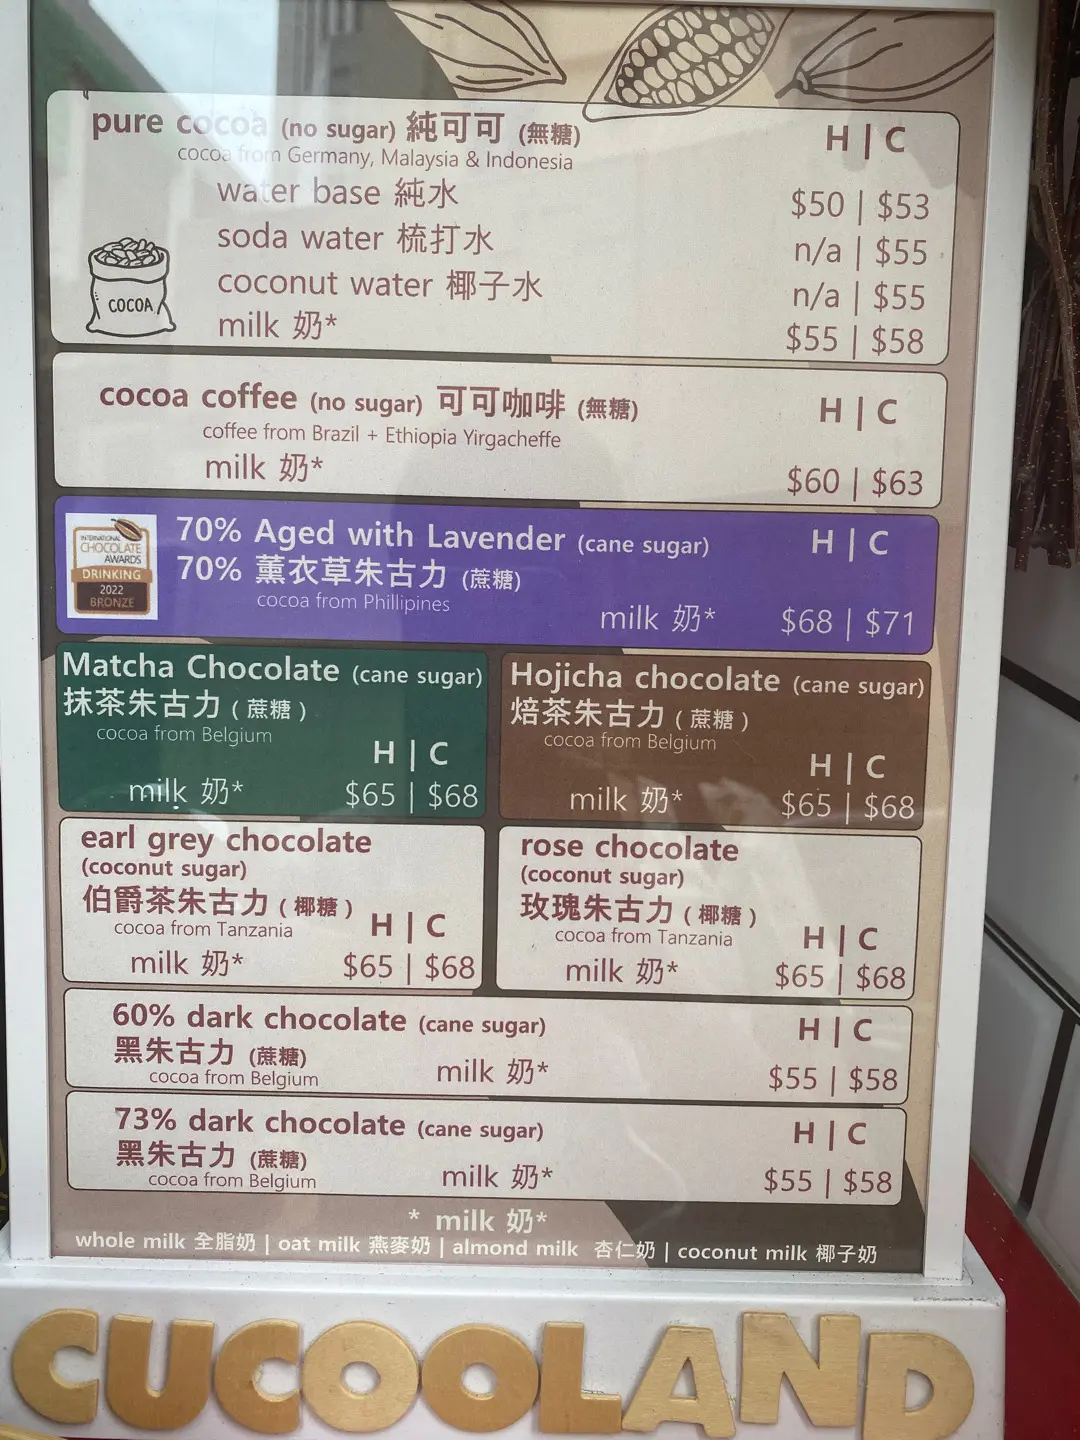 pure cocoa (no sugar) 純可可 (無糖) H | C
cocoa from Germany, Malaysia & Indonesia
water base 純水 $50 | $53
soda water 梳打水 n/a | $55
coconut water 椰子水 n/a | $55
milk 奶* $55 | $58
COCOA
cocoa coffee (no sugar) 可可咖啡 (無糖) H | C
coffee from Brazil + Ethiopia Yirgacheffe
milk 奶* $60 | $63
INTERNATIONAL
CHOCOLATE
AWARDS
DRINKING
2022
BRONZE
70% Aged with Lavender (cane sugar) H | C
70% 薰衣草朱古力 (蔗糖)
cocoa from Phillipines
milk 奶* $68 | $71
Matcha Chocolate (cane sugar)
抹茶朱古力 ( 蔗糖 )
cocoa from Belgium
H | C
milk 奶* $65 | $68
Hojicha chocolate (cane sugar)
焙茶朱古力 ( 蔗糖 )
cocoa from Belgium
H | C
milk 奶* $65 | $68
earl grey chocolate
(coconut sugar)
伯爵茶朱古力 ( 椰糖 )
cocoa from Tanzania H | C
milk 奶* $65 | $68
rose chocolate
(coconut sugar)
玫瑰朱古力 ( 椰糖 )
cocoa from Tanzania H | C
milk 奶* $65 | $68
60% dark chocolate (cane sugar) H | C
黑朱古力 (蔗糖)
cocoa from Belgium milk 奶* $55 | $58
73% dark chocolate (cane sugar) H | C
黑朱古力 (蔗糖)
cocoa from Belgium milk 奶* $55 | $58
* milk 奶*
whole milk 全脂奶 | oat milk 燕麥奶 | almond milk 杏仁奶 | coconut milk 椰子奶
CUCOOLAND